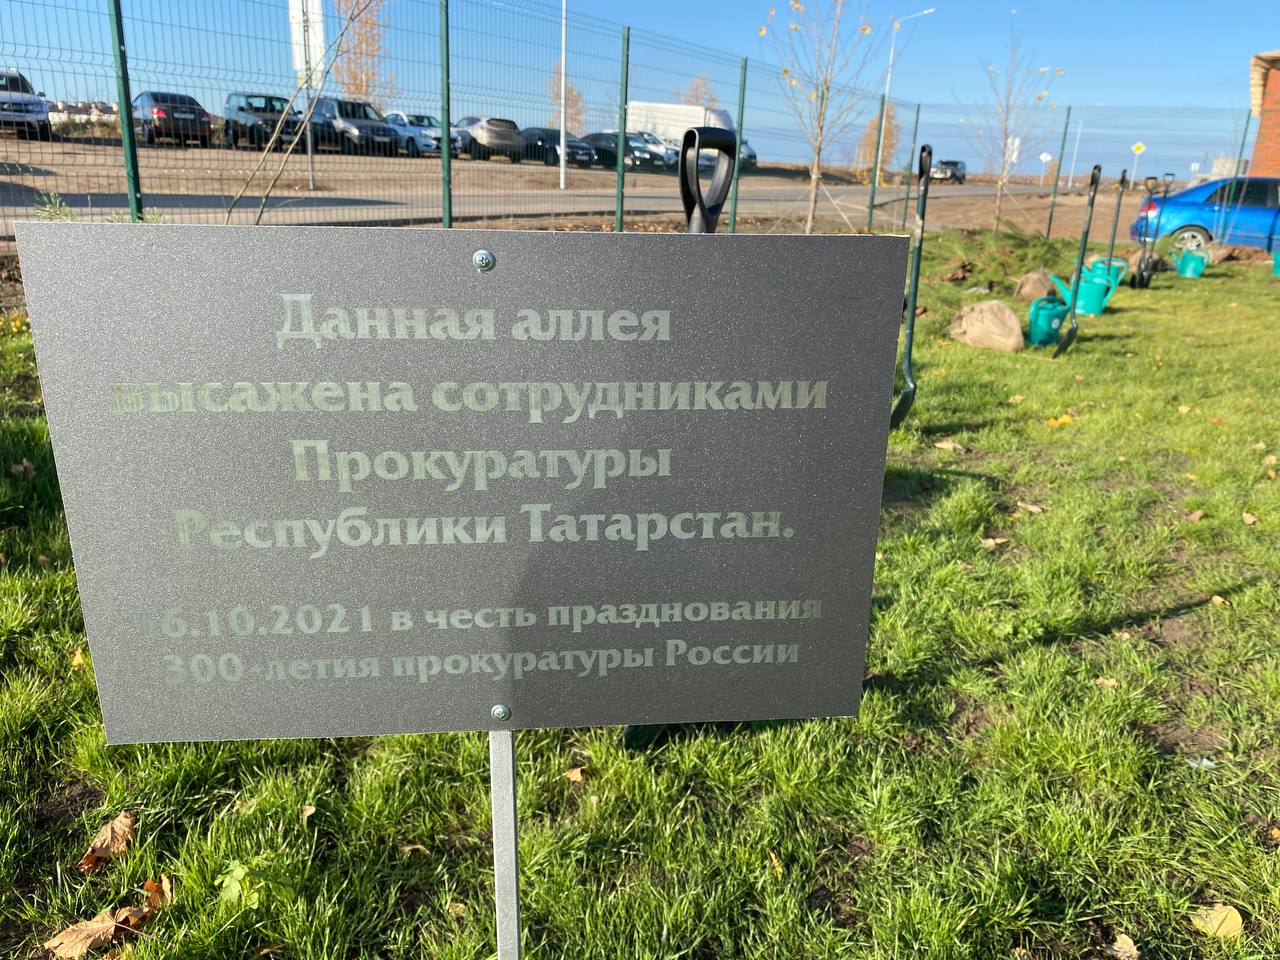 Данная аллея
высажена сотрудниками
Прокуратуры
Республики Татарстан.
16.10.2021 в честь празднования
300-летия прокуратуры России